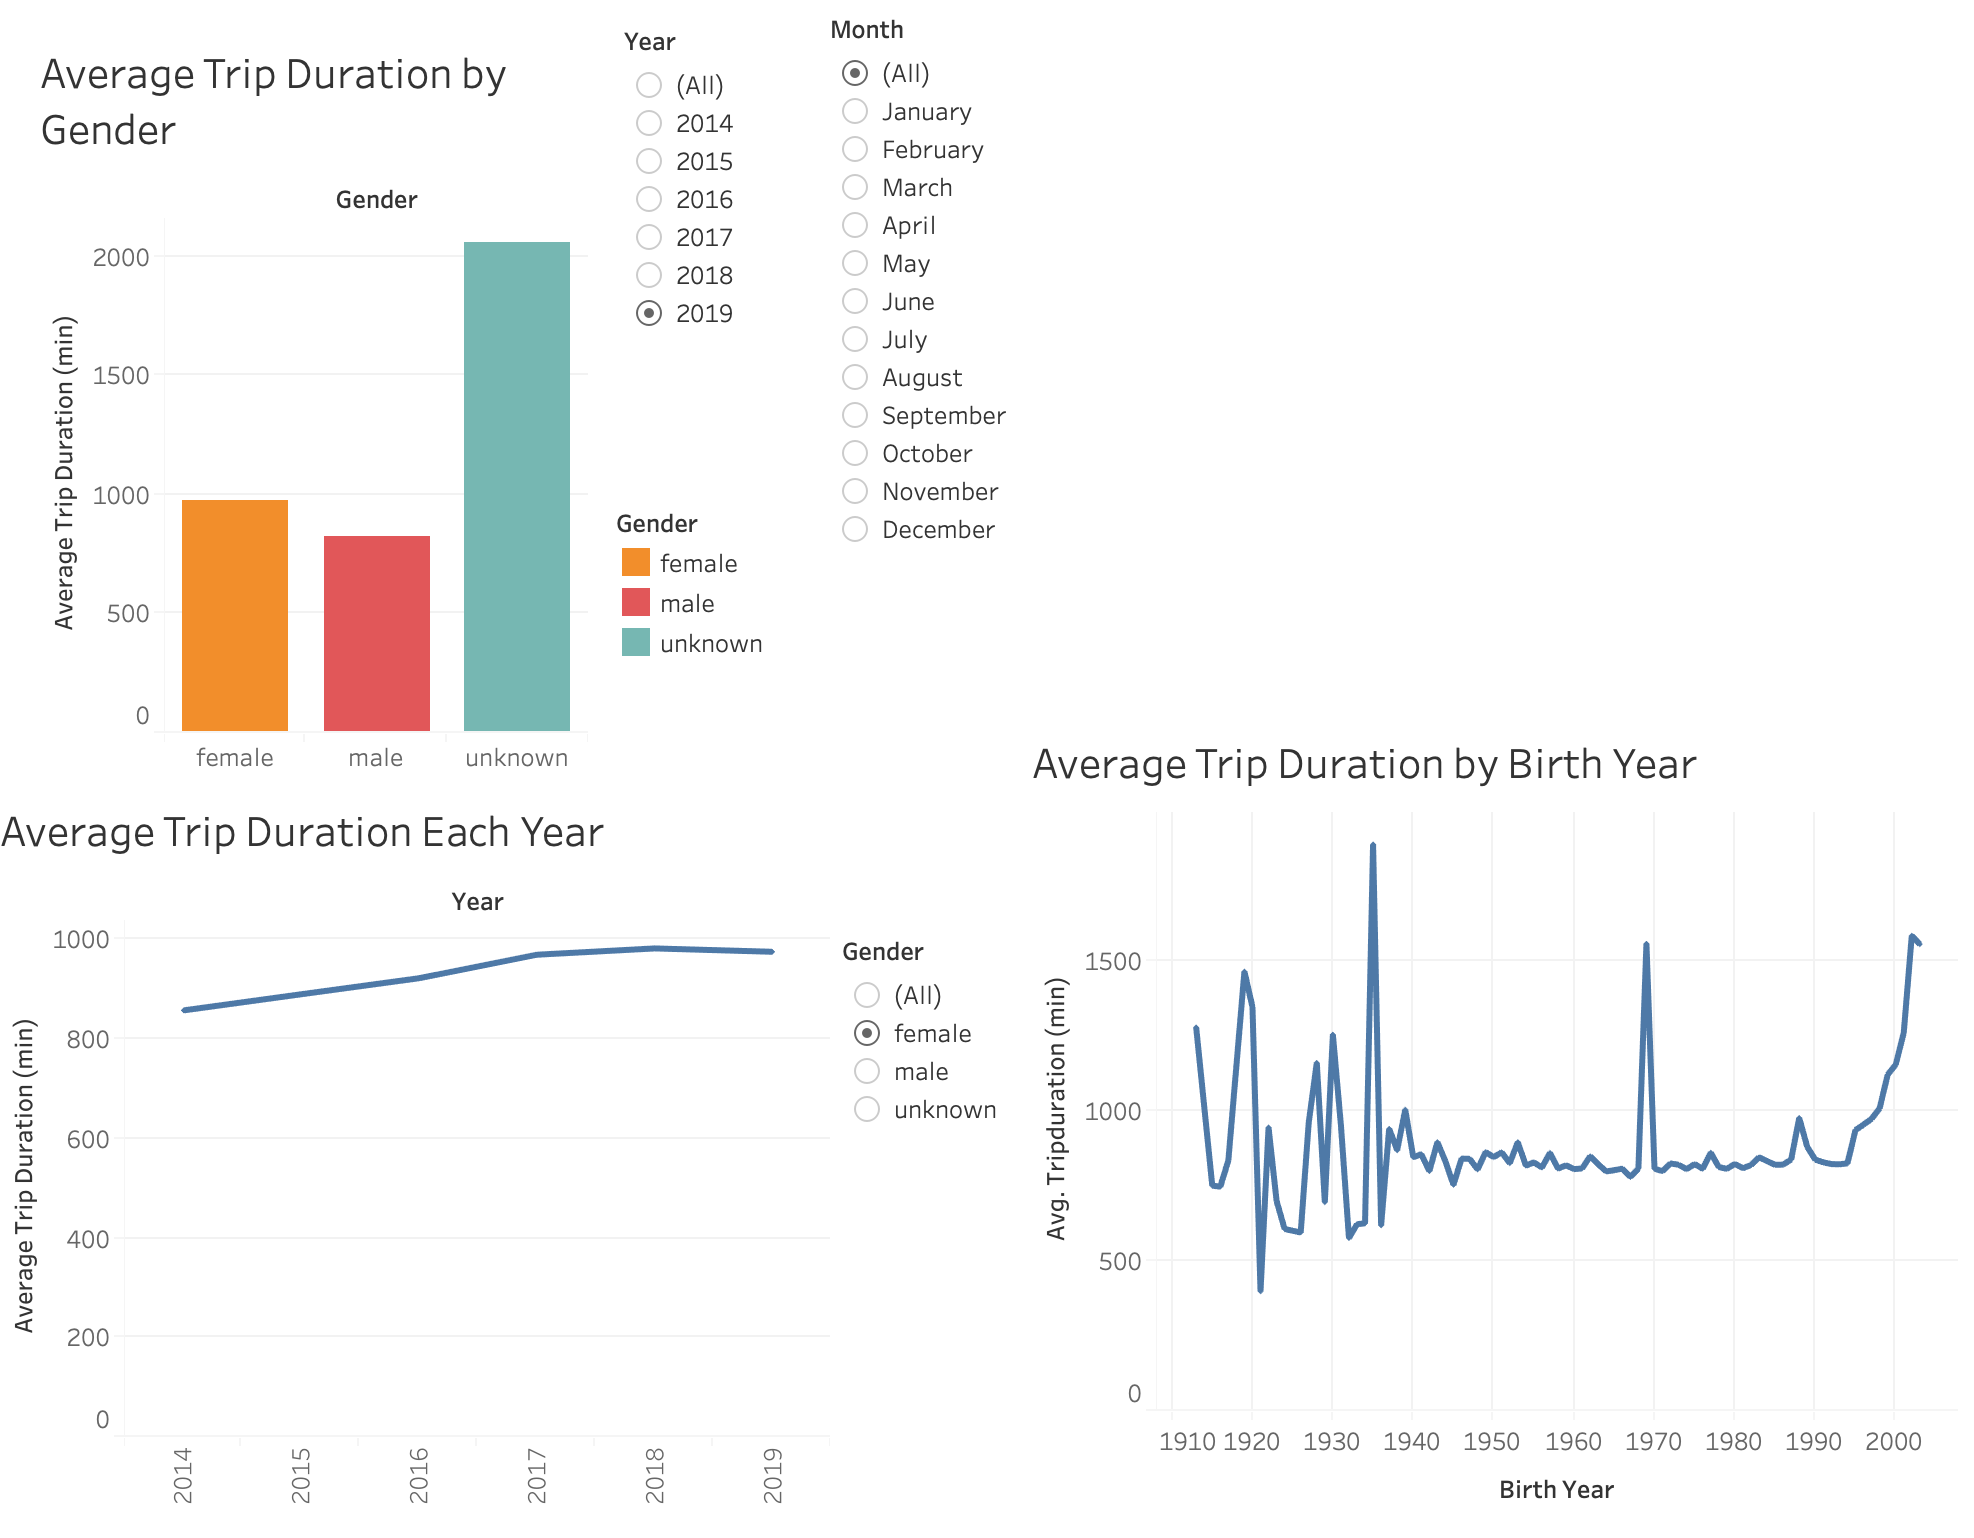 Average Trip Duration by
Gender
Gender
Average Trip Duration (min)
2000
1500
1000
500
0
female
male
unknown
Year
(All)
2014
2015
2016
2017
2018
2019
Gender
female
male
unknown
Month
(All)
January
February
March
April
May
June
July
August
September
October
November
December
Average Trip Duration Each Year
Year
Average Trip Duration (min)
1000
800
600
400
200
0
2014
2015
2016
2017
2018
2019
Gender
(All)
female
male
unknown
Average Trip Duration by Birth Year
Avg. Tripduration (min)
1500
1000
500
0
1910 1920 1930 1940 1950 1960 1970 1980 1990 2000
Birth Year